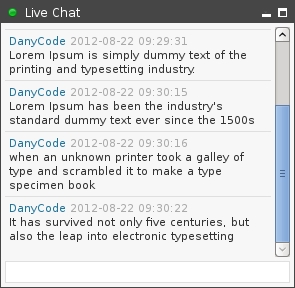 Live Chat
DanyCode 2012-08-22 09:29:31
Lorem Ipsum is simply dummy text of the
printing and typesetting industry.
DanyCode 2012-08-22 09:30:15
Lorem Ipsum has been the industry's
standard dummy text ever since the 1500s
DanyCode 2012-08-22 09:30:16
when an unknown printer took a galley of
type and scrambled it to make a type
specimen book
DanyCode 2012-08-22 09:30:22
It has survived not only five centuries, but
also the leap into electronic typesetting